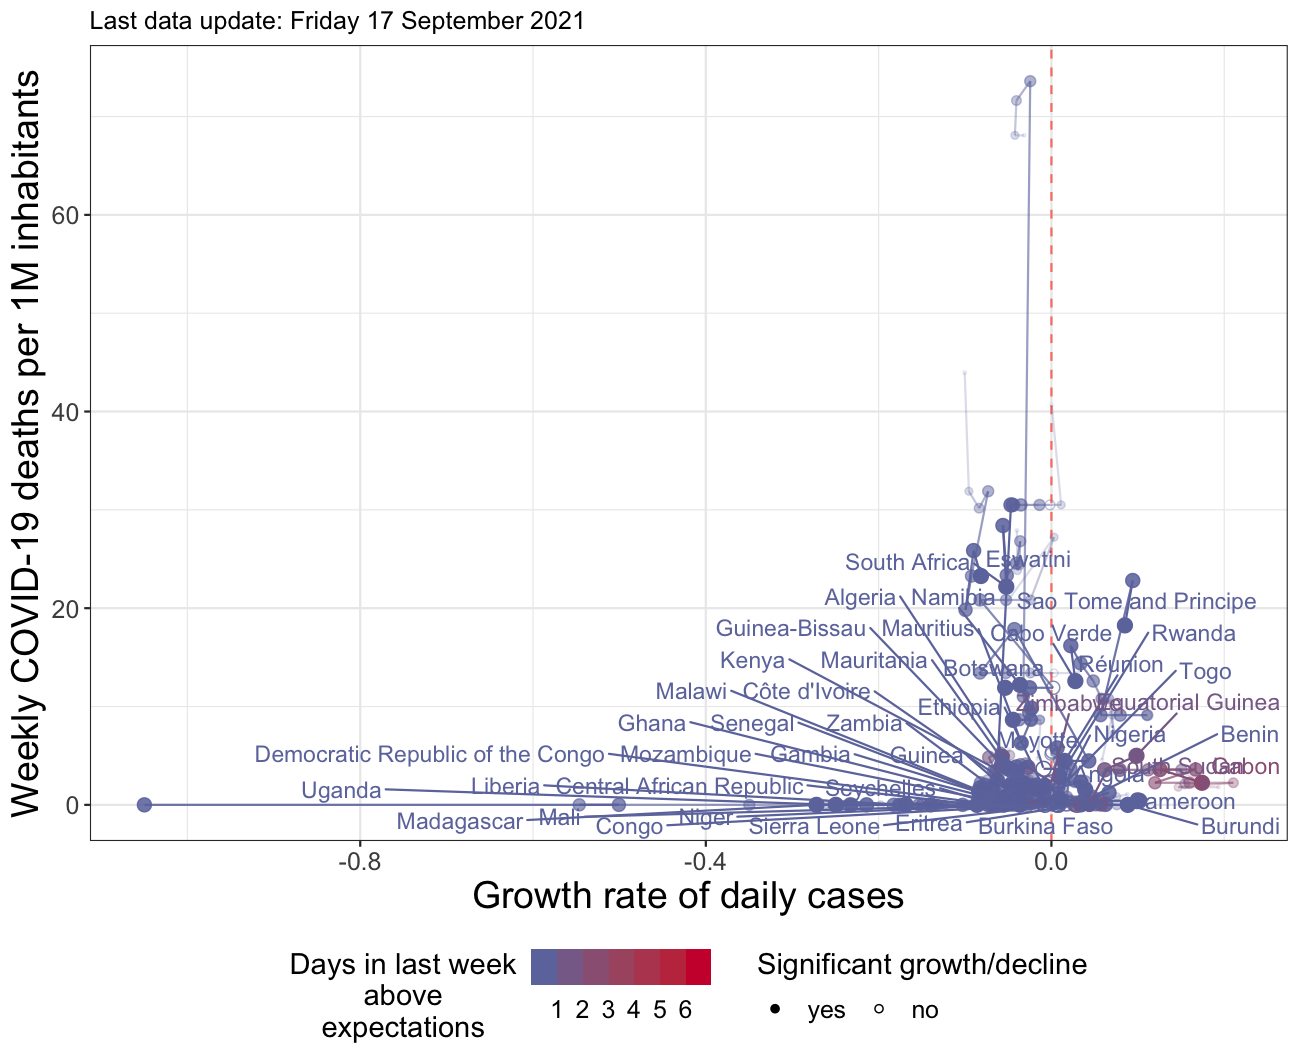 Last data update: Friday 17 September 2021
Weekly COVID-19 deaths per 1M inhabitants
60
40
20
0
South Africa
Eswatini
Algeria
Namibia
Sao Tome and Principe
Guinea-Bissau
Mauritius
Cabo Verde
Rwanda
Kenya
Mauritania
Botswana
Réunion
Togo
Malawi
Côte d'Ivoire
Ethiopia
Zimbabwe
Equatorial Guinea
Ghana
Senegal
Zambia
Mayotte
Nigeria
Benin
Democratic Republic of the Congo
Mozambique
Gambia
Guinea
Angola
South Sudan
Gabon
Uganda
Liberia
Central African Republic
Seychelles
Cameroon
Madagascar
Mali
Congo
Niger
Sierra Leone
Eritrea
Burkina Faso
Burundi
-0.8
-0.4
0.0
Growth rate of daily cases
Days in last week
above
expectations
1 2 3 4 5 6
Significant growth/decline
yes
no